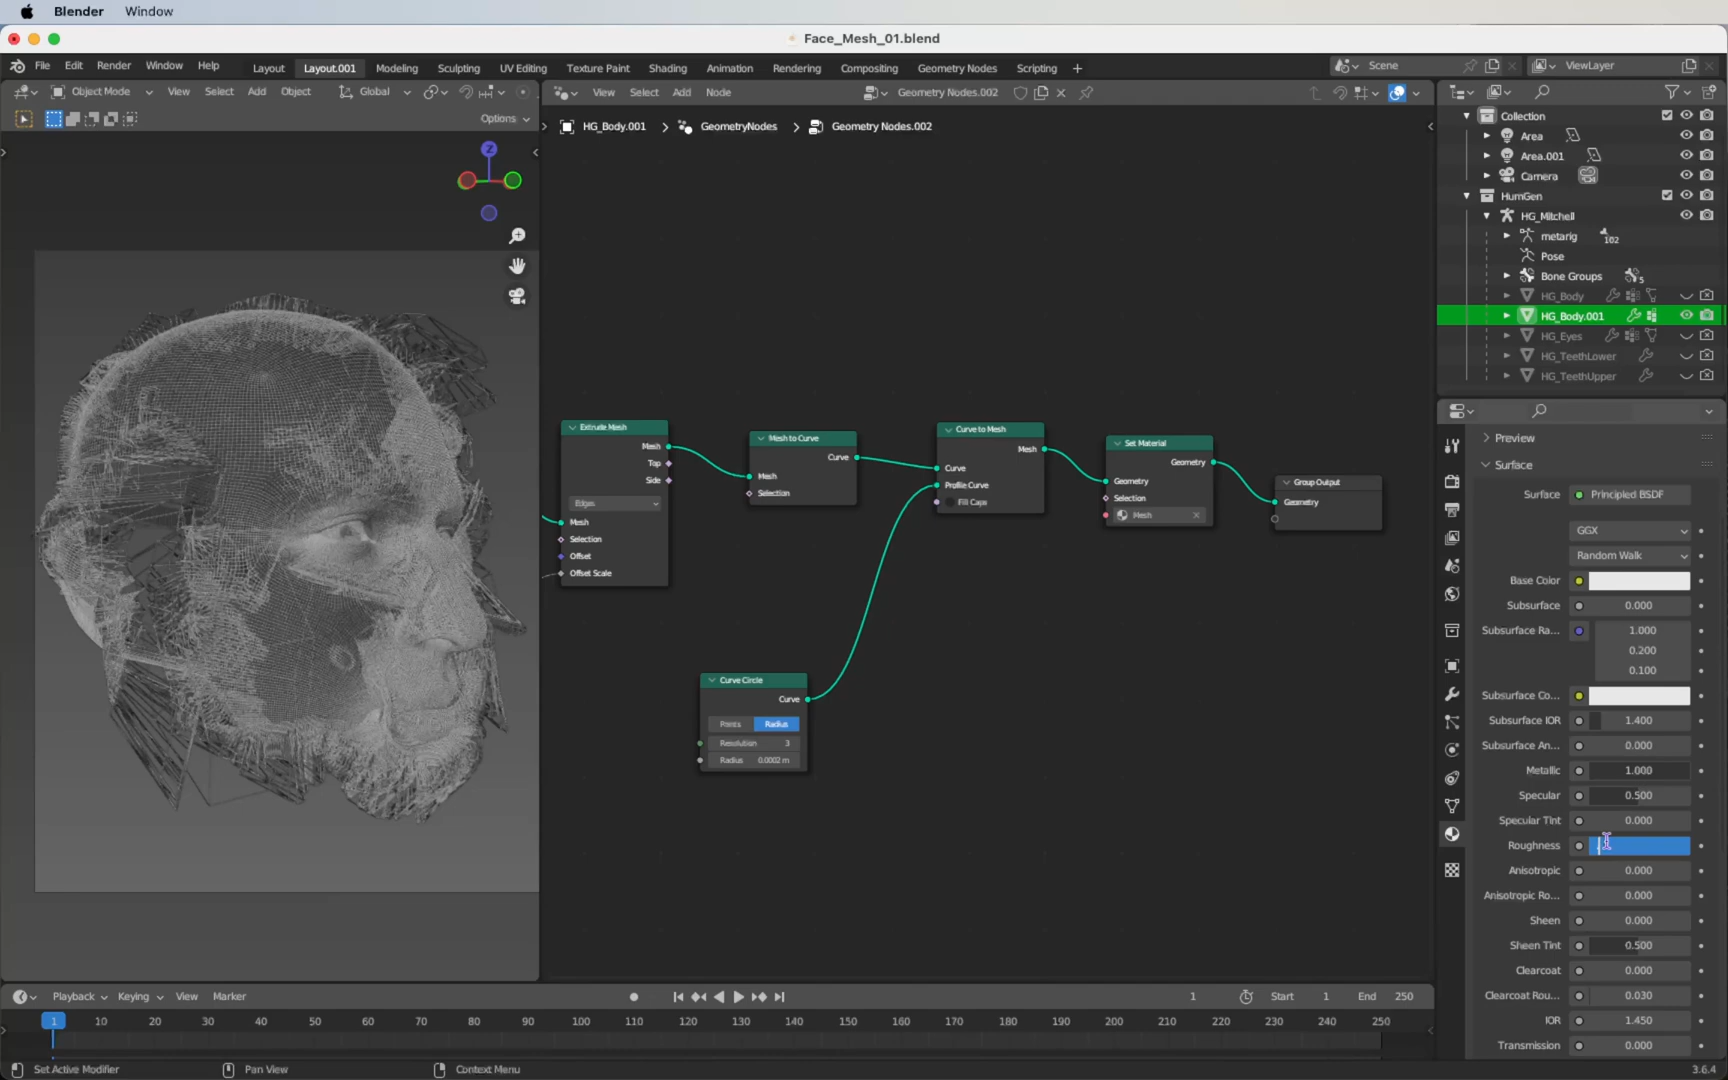 Blender Window
Face_Mesh_01.blend
File Edit Render Window Help
Layout Layout.001 Modeling Sculpting UV Editing Texture Paint Shading Animation Rendering Compositing Geometry Nodes Scripting +
Scene
ViewLayer
Object Mode View Select Add Object Global
View Select Add Node
Geometry Nodes.002
Options
HG_Body.001 > GeometryNodes > Geometry Nodes.002
Z
Collection
Area
Area.001
Camera
HumGen
HG_Mitchell
metarig 102
Pose
Bone Groups 5
HG_Body
HG_Body.001
HG_Eyes
HG_TeethLower
HG_TeethUpper
Extrude Mesh
Mesh
Top
Side
Edges
Mesh
Selection
Offset
Offset Scale
Mesh to Curve
Curve
Mesh
Selection
Curve to Mesh
Mesh
Curve
Profile Curve
Fill Caps
Set Material
Geometry
Geometry
Selection
Mesh
Group Output
Geometry
Curve Circle
Curve
Points Radius
Resolution 3
Radius 0.0002 m
Preview
Surface
Surface Principled BSDF
GGX
Random Walk
Base Color
Subsurface 0.000
Subsurface Ra... 1.000
0.200
0.100
Subsurface Co...
Subsurface IOR 1.400
Subsurface An... 0.000
Metallic 1.000
Specular 0.500
Specular Tint 0.000
Roughness
Anisotropic 0.000
Anisotropic Ro... 0.000
Sheen 0.000
Sheen Tint 0.500
Clearcoat 0.000
Clearcoat Rou... 0.030
IOR 1.450
Transmission 0.000
Playback Keying View Marker
1 Start 1 End 250
1 10 20 30 40 50 60 70 80 90 100 110 120 130 140 150 160 170 180 190 200 210 220 230 240 250
Set Active Modifier Pan View Context Menu
3.6.4